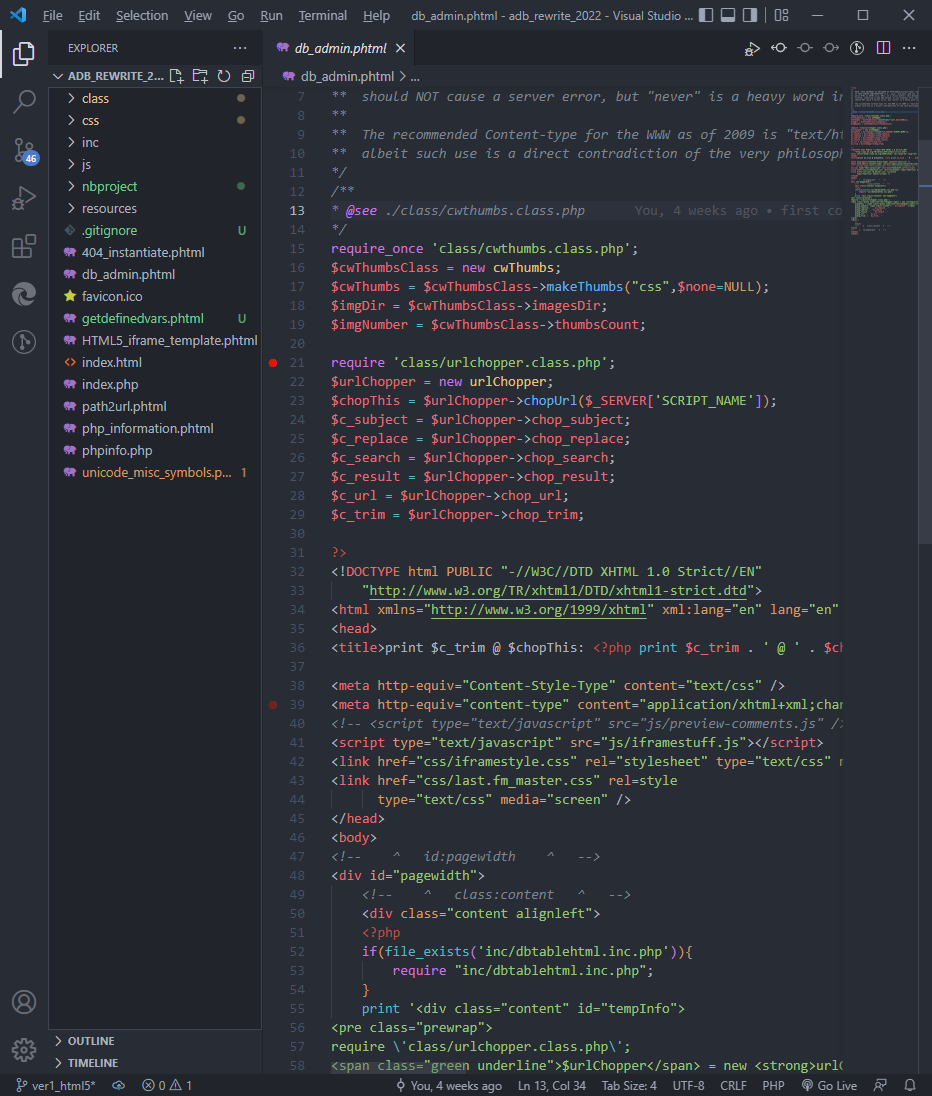 File Edit Selection View Go Run Terminal Help db_admin.phtml - adb_rewrite_2022 - Visual Studio ...
EXPLORER ...
db_admin.phtml
ADB_REWRITE_2...
db_admin.phtml > ...
class
css
inc
js
nbproject
resources
.gitignore U
404_instantiate.phtml
db_admin.phtml
favicon.ico
getdefinedvars.phtml U
HTML5_iframe_template.phtml
index.html
index.php
path2url.phtml
php_information.phtml
phpinfo.php
unicode_misc_symbols.p... 1
46
OUTLINE
TIMELINE
7 ** should NOT cause a server error, but "never" is a heavy word in
8 **
9 ** The recommended Content-type for the WWW as of 2009 is "text/ht
10 ** albeit such use is a direct contradiction of the very philosoph
11 */
12 /**
13 * @see ./class/cwthumbs.class.php You, 4 weeks ago • first co
14 */
15 require_once 'class/cwthumbs.class.php';
16 $cwThumbsClass = new cwThumbs;
17 $cwThumbs = $cwThumbsClass->makeThumbs("css",$none=NULL);
18 $imgDir = $cwThumbsClass->imagesDir;
19 $imgNumber = $cwThumbsClass->thumbsCount;
20
21 require 'class/urlchopper.class.php';
22 $urlChopper = new urlChopper;
23 $chopThis = $urlChopper->chopUrl($_SERVER['SCRIPT_NAME']);
24 $c_subject = $urlChopper->chop_subject;
25 $c_replace = $urlChopper->chop_replace;
26 $c_search = $urlChopper->chop_search;
27 $c_result = $urlChopper->chop_result;
28 $c_url = $urlChopper->chop_url;
29 $c_trim = $urlChopper->chop_trim;
30
31 ?>
32 <!DOCTYPE html PUBLIC "-//W3C//DTD XHTML 1.0 Strict//EN"
33 "http://www.w3.org/TR/xhtml1/DTD/xhtml1-strict.dtd">
34 <html xmlns="http://www.w3.org/1999/xhtml" xml:lang="en" lang="en"
35 <head>
36 <title>print $c_trim @ $chopThis: <?php print $c_trim . ' @ ' . $ch
37
38 <meta http-equiv="Content-Style-Type" content="text/css" />
39 <meta http-equiv="content-type" content="application/xhtml+xml;char
40 <!-- <script type="text/javascript" src="js/preview-comments.js" />
41 <script type="text/javascript" src="js/iframestuff.js"></script>
42 <link href="css/iframestyle.css" rel="stylesheet" type="text/css" m
43 <link href="css/last.fm_master.css" rel=style
44 type="text/css" media="screen" />
45 </head>
46 <body>
47 <!-- ^ id:pagewidth ^ -->
48 <div id="pagewidth">
49 <!-- ^ class:content ^ -->
50 <div class="content alignleft">
51 <?php
52 if(file_exists('inc/dbtablehtml.inc.php')){
53 require "inc/dbtablehtml.inc.php";
54 }
55 print '<div class="content" id="tempInfo">
56 <pre class="prewrap">
57 require \'class/urlchopper.class.php\';
58 <span class="green underline">$urlChopper</span> = new <strong>urlC
ver1_html5* 0 1 You, 4 weeks ago Ln 13, Col 34 Tab Size: 4 UTF-8 CRLF PHP Go Live